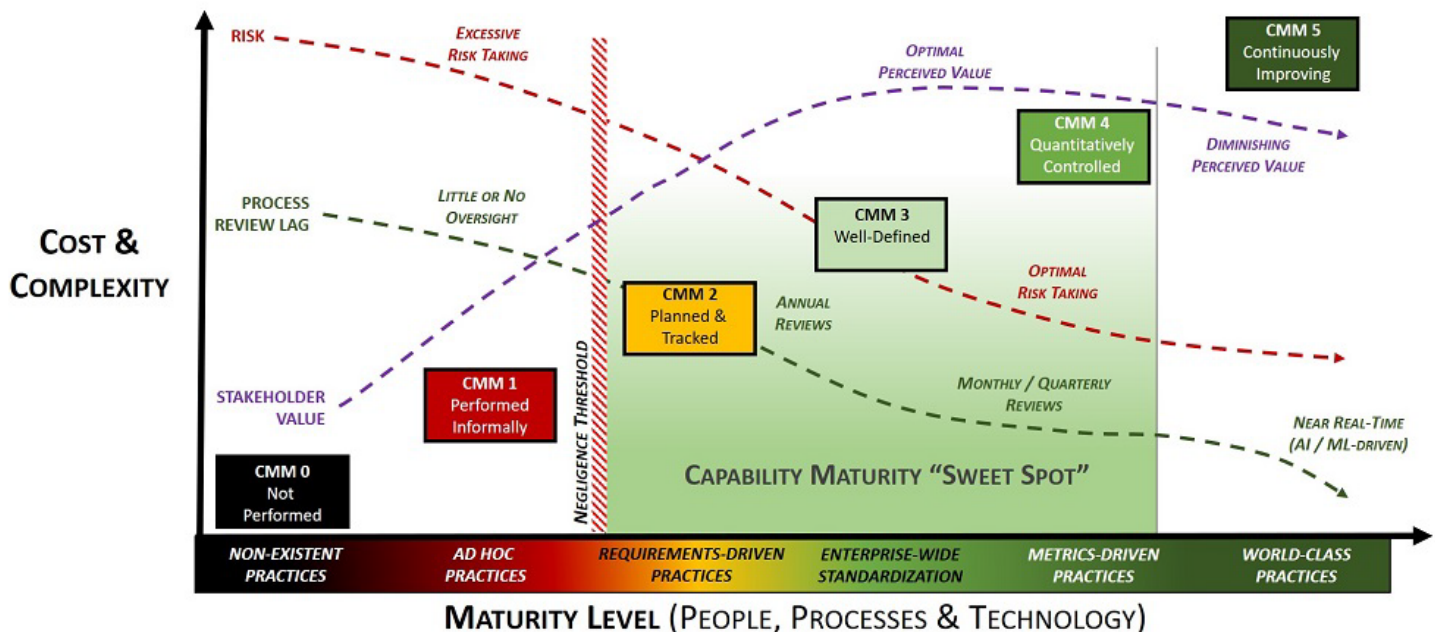 RISK
EXCESSIVE
RISK TAKING
OPTIMAL
PERCEIVED VALUE
CMM 5
Continuously
Improving
CMM 4
Quantitatively
Controlled
DIMINISHING
PERCEIVED VALUE
PROCESS
REVIEW LAG
LITTLE OR NO
OVERSIGHT
CMM 3
Well-Defined
COST &
COMPLEXITY
OPTIMAL
RISK TAKING
CMM 2
Planned &
Tracked
ANNUAL
REVIEWS
STAKEHOLDER
VALUE
CMM 1
Performed
Informally
NEGLIGENCE THRESHOLD
MONTHLY / QUARTERLY
REVIEWS
NEAR REAL-TIME
(AI / ML-DRIVEN)
CMM 0
Not
Performed
CAPABILITY MATURITY “SWEET SPOT”
NON-EXISTENT
PRACTICES
AD HOC
PRACTICES
REQUIREMENTS-DRIVEN
PRACTICES
ENTERPRISE-WIDE
STANDARDIZATION
METRICS-DRIVEN
PRACTICES
WORLD-CLASS
PRACTICES
MATURITY LEVEL (PEOPLE, PROCESSES & TECHNOLOGY)